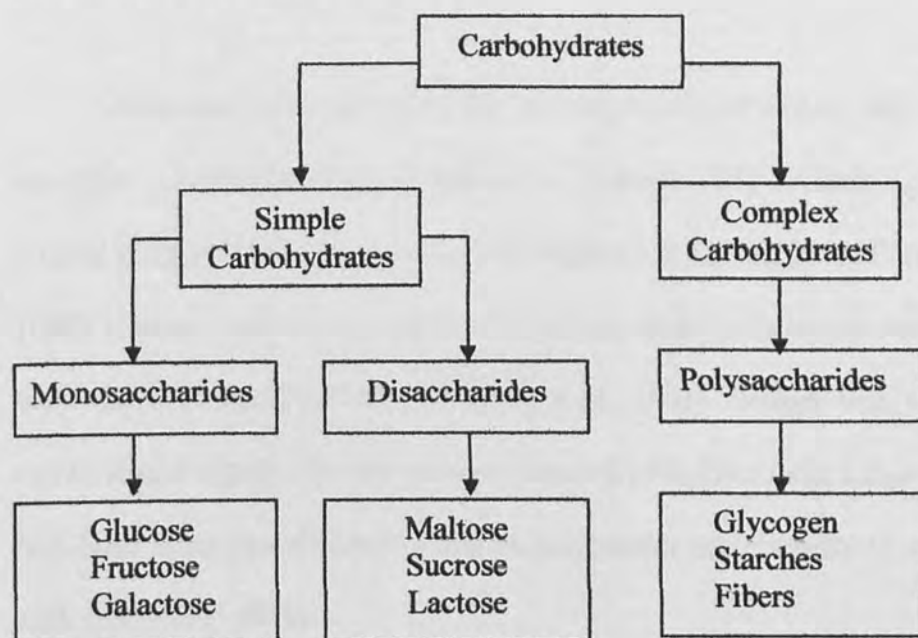 Carbohydrates
Simple
Carbohydrates
Complex
Carbohydrates
Monosaccharides
Disaccharides
Polysaccharides
Glucose
Fructose
Galactose
Maltose
Sucrose
Lactose
Glycogen
Starches
Fibers